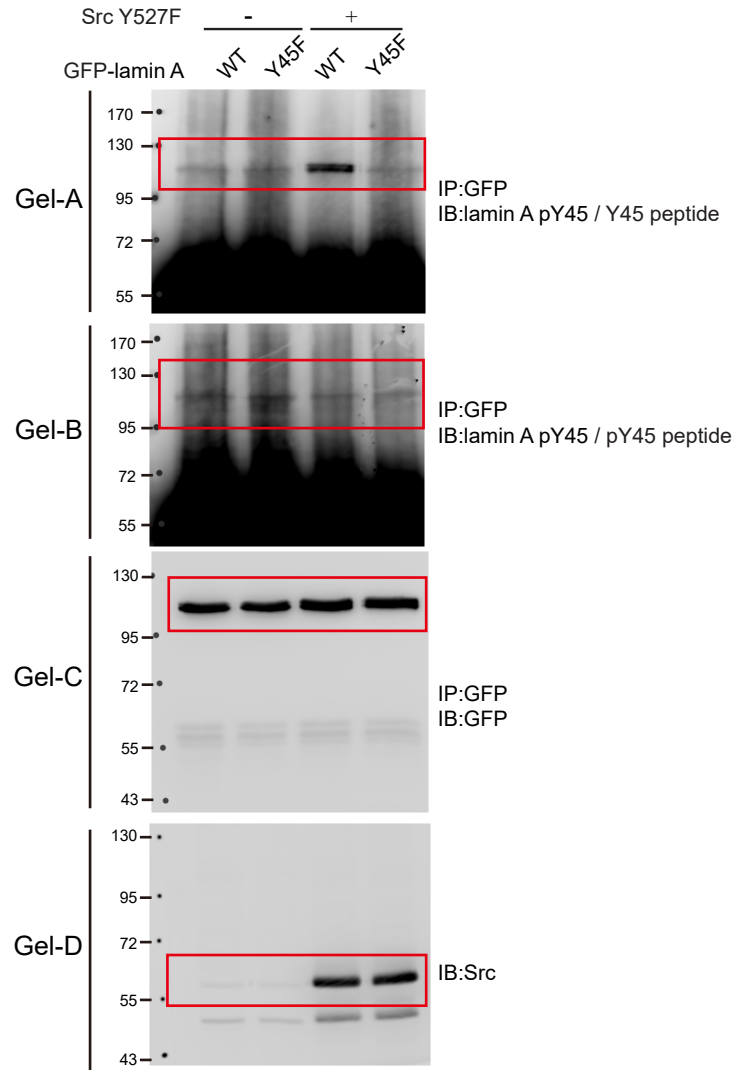 Src Y527F - +
GFP-lamin A WT Y45F WT Y45F
Gel-A
170
130
95
72
55
IP:GFP
IB:lamin A pY45 / Y45 peptide
Gel-B
170
130
95
72
55
IP:GFP
IB:lamin A pY45 / pY45 peptide
Gel-C
130
95
72
55
43
IP:GFP
IB:GFP
Gel-D
130
95
72
55
43
IB:Src